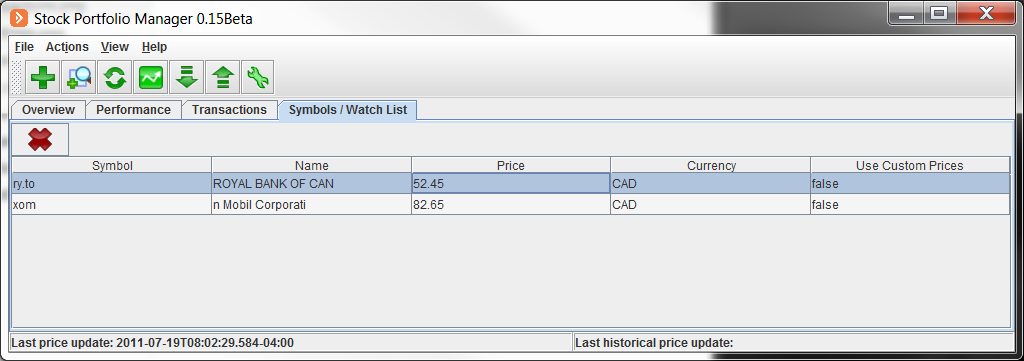 Stock Portfolio Manager 0.15Beta
File Actions View Help
Overview Performance Transactions Symbols / Watch List
Symbol Name Price Currency Use Custom Prices
ry.to ROYAL BANK OF CAN 52.45 CAD false
xom n Mobil Corporati 82.65 CAD false
Last price update: 2011-07-19T08:02:29.584-04:00 Last historical price update: